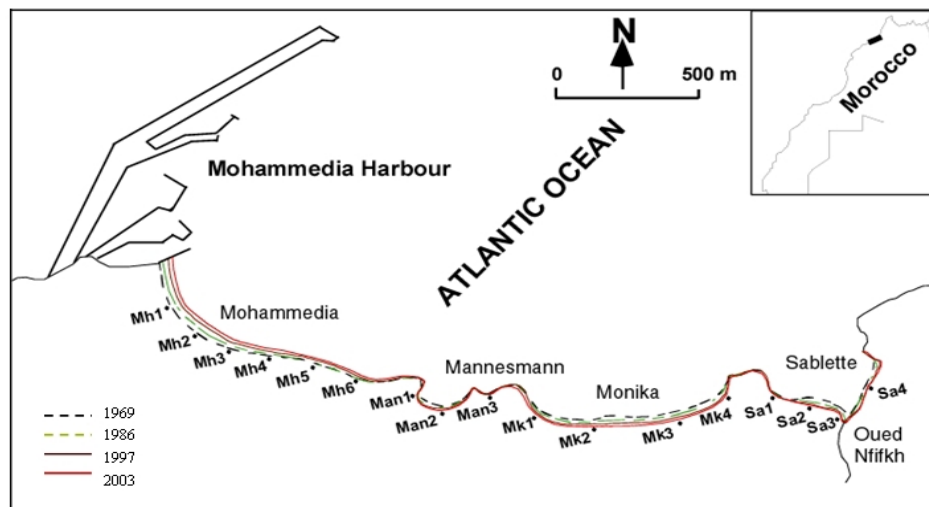 N
0 500 m
Morocco
Mohammedia Harbour
ATLANTIC OCEAN
Mohammedia
Mannesmann
Monika
Sablette
Oued
Nfifkh
Mh1
Mh2
Mh3
Mh4
Mh5
Mh6
Man1
Man2
Man3
Mk1
Mk2
Mk3
Mk4
Sa1
Sa2
Sa3
Sa4
1969
1986
1997
2003